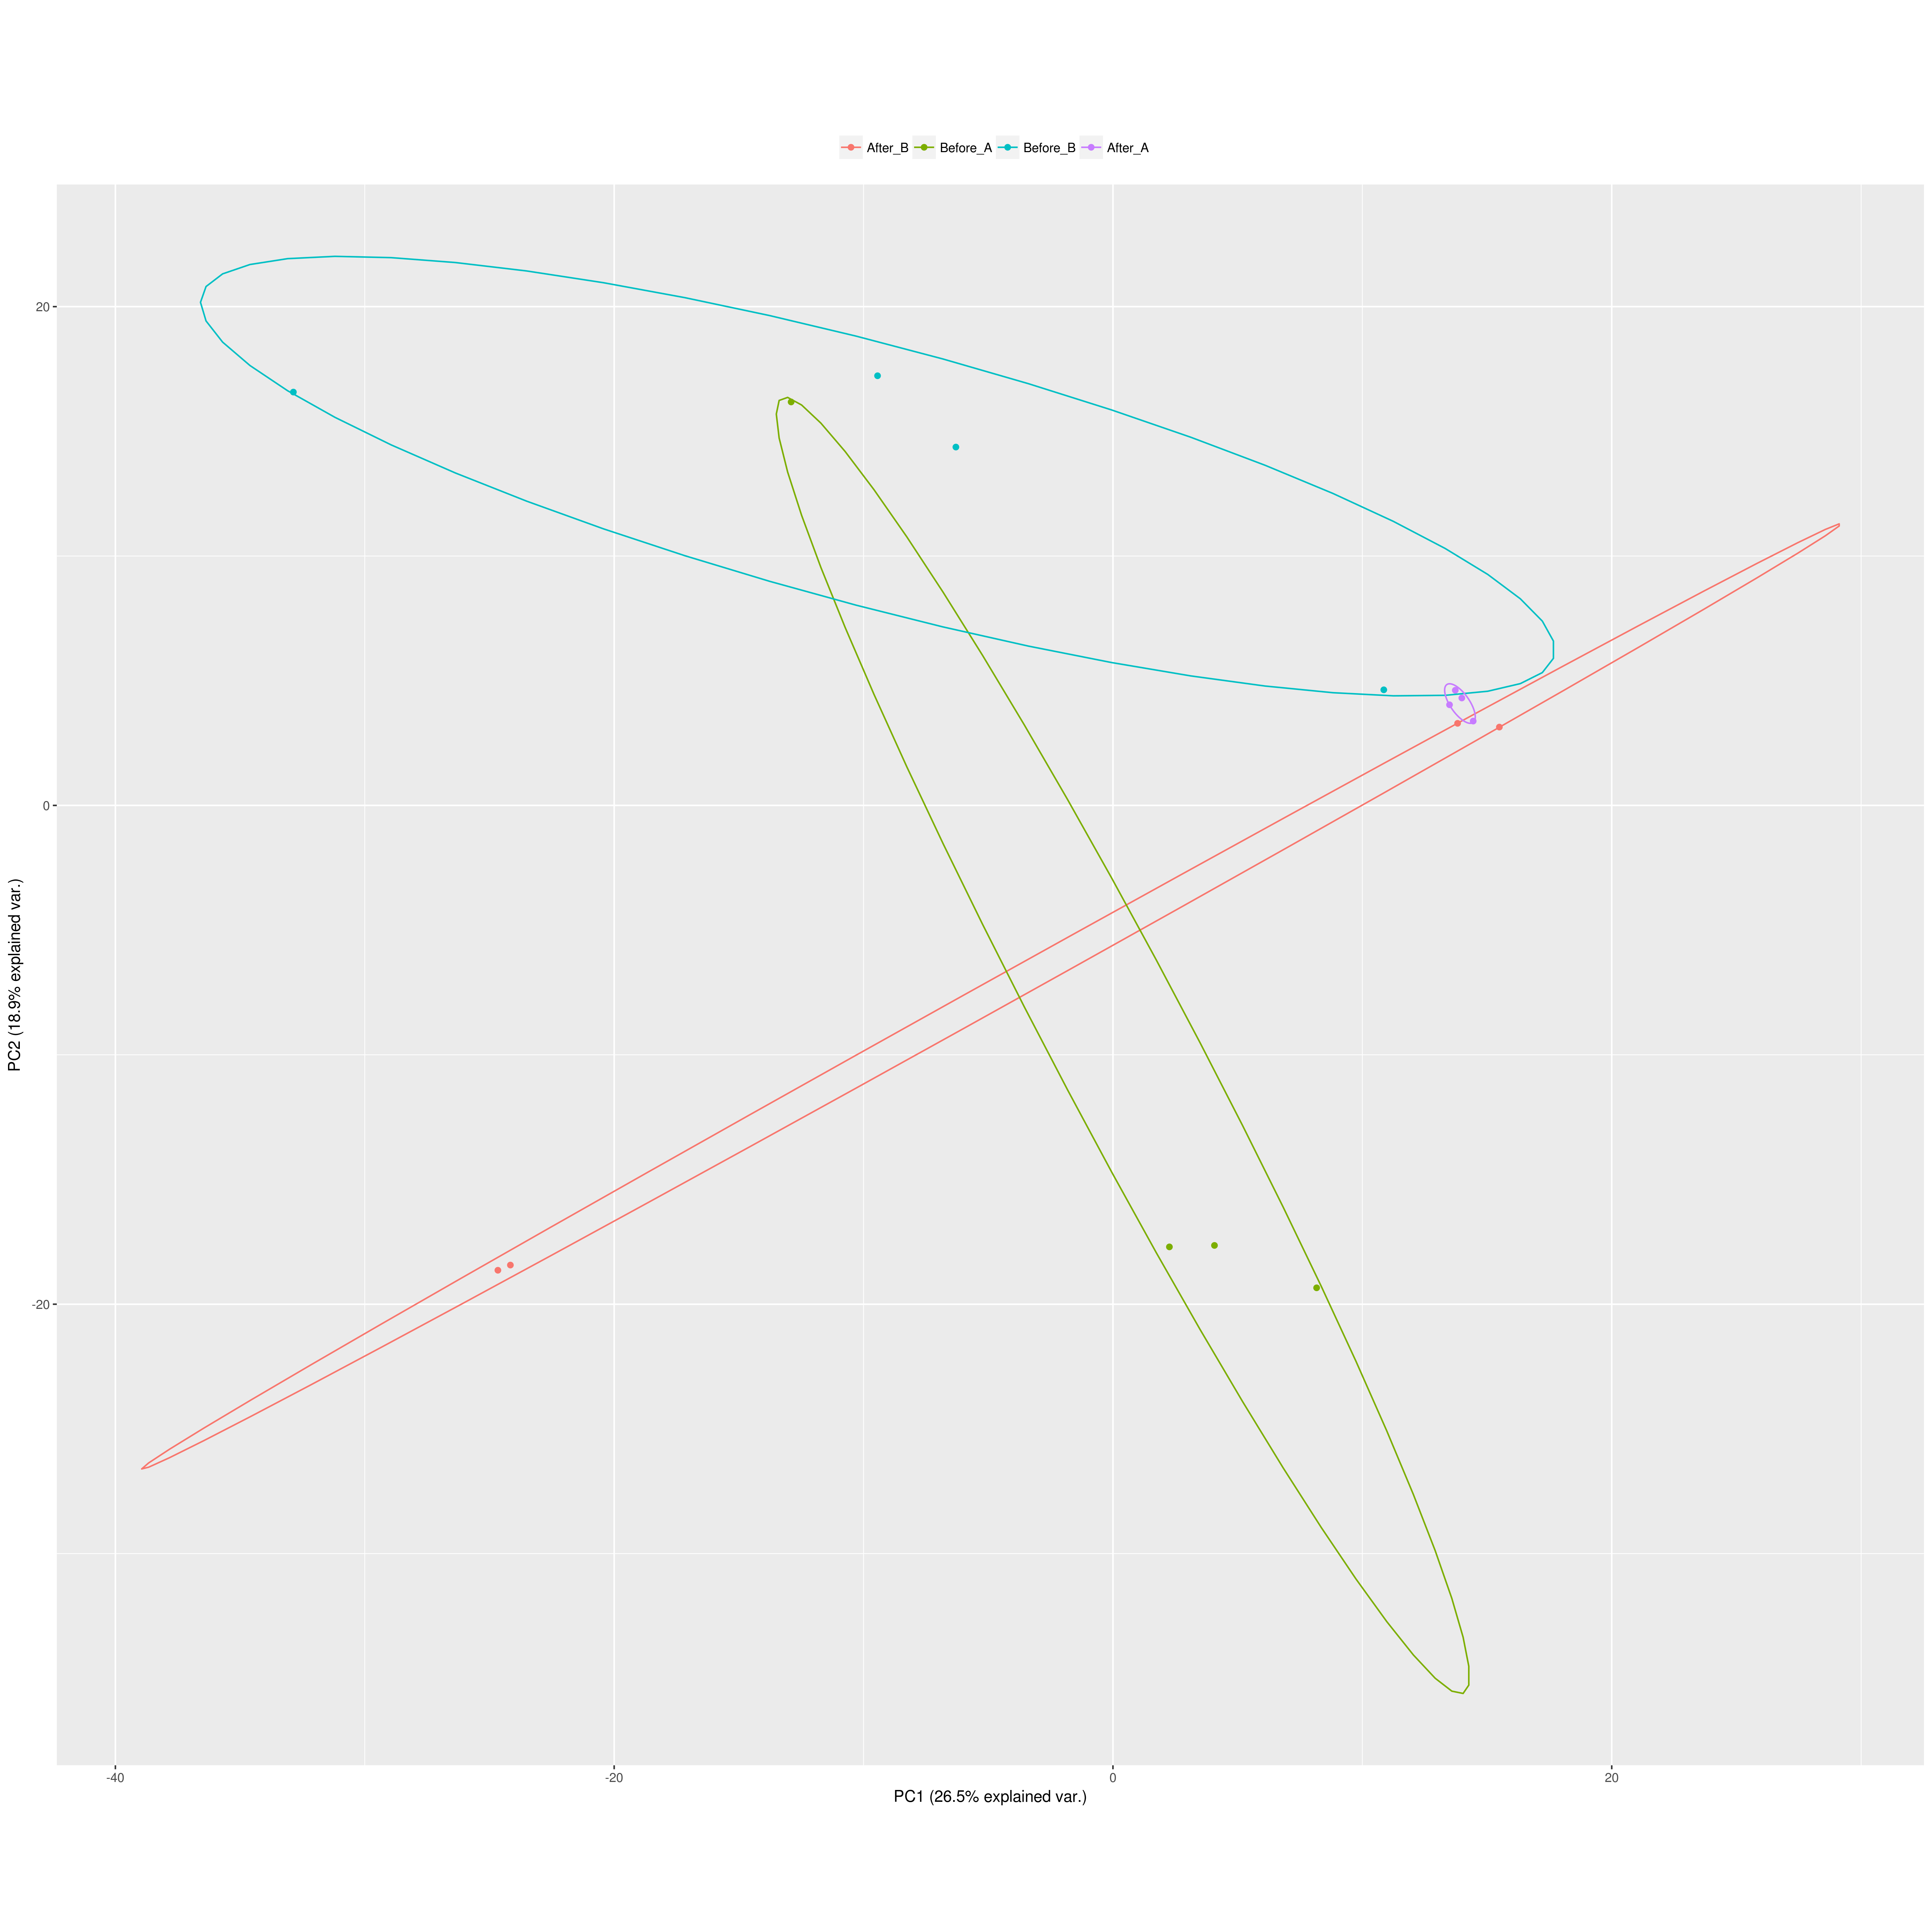 After_B Before_A Before_B After_A
20
0
-20
PC2 (18.9% explained var.)
-40 -20 0 20
PC1 (26.5% explained var.)